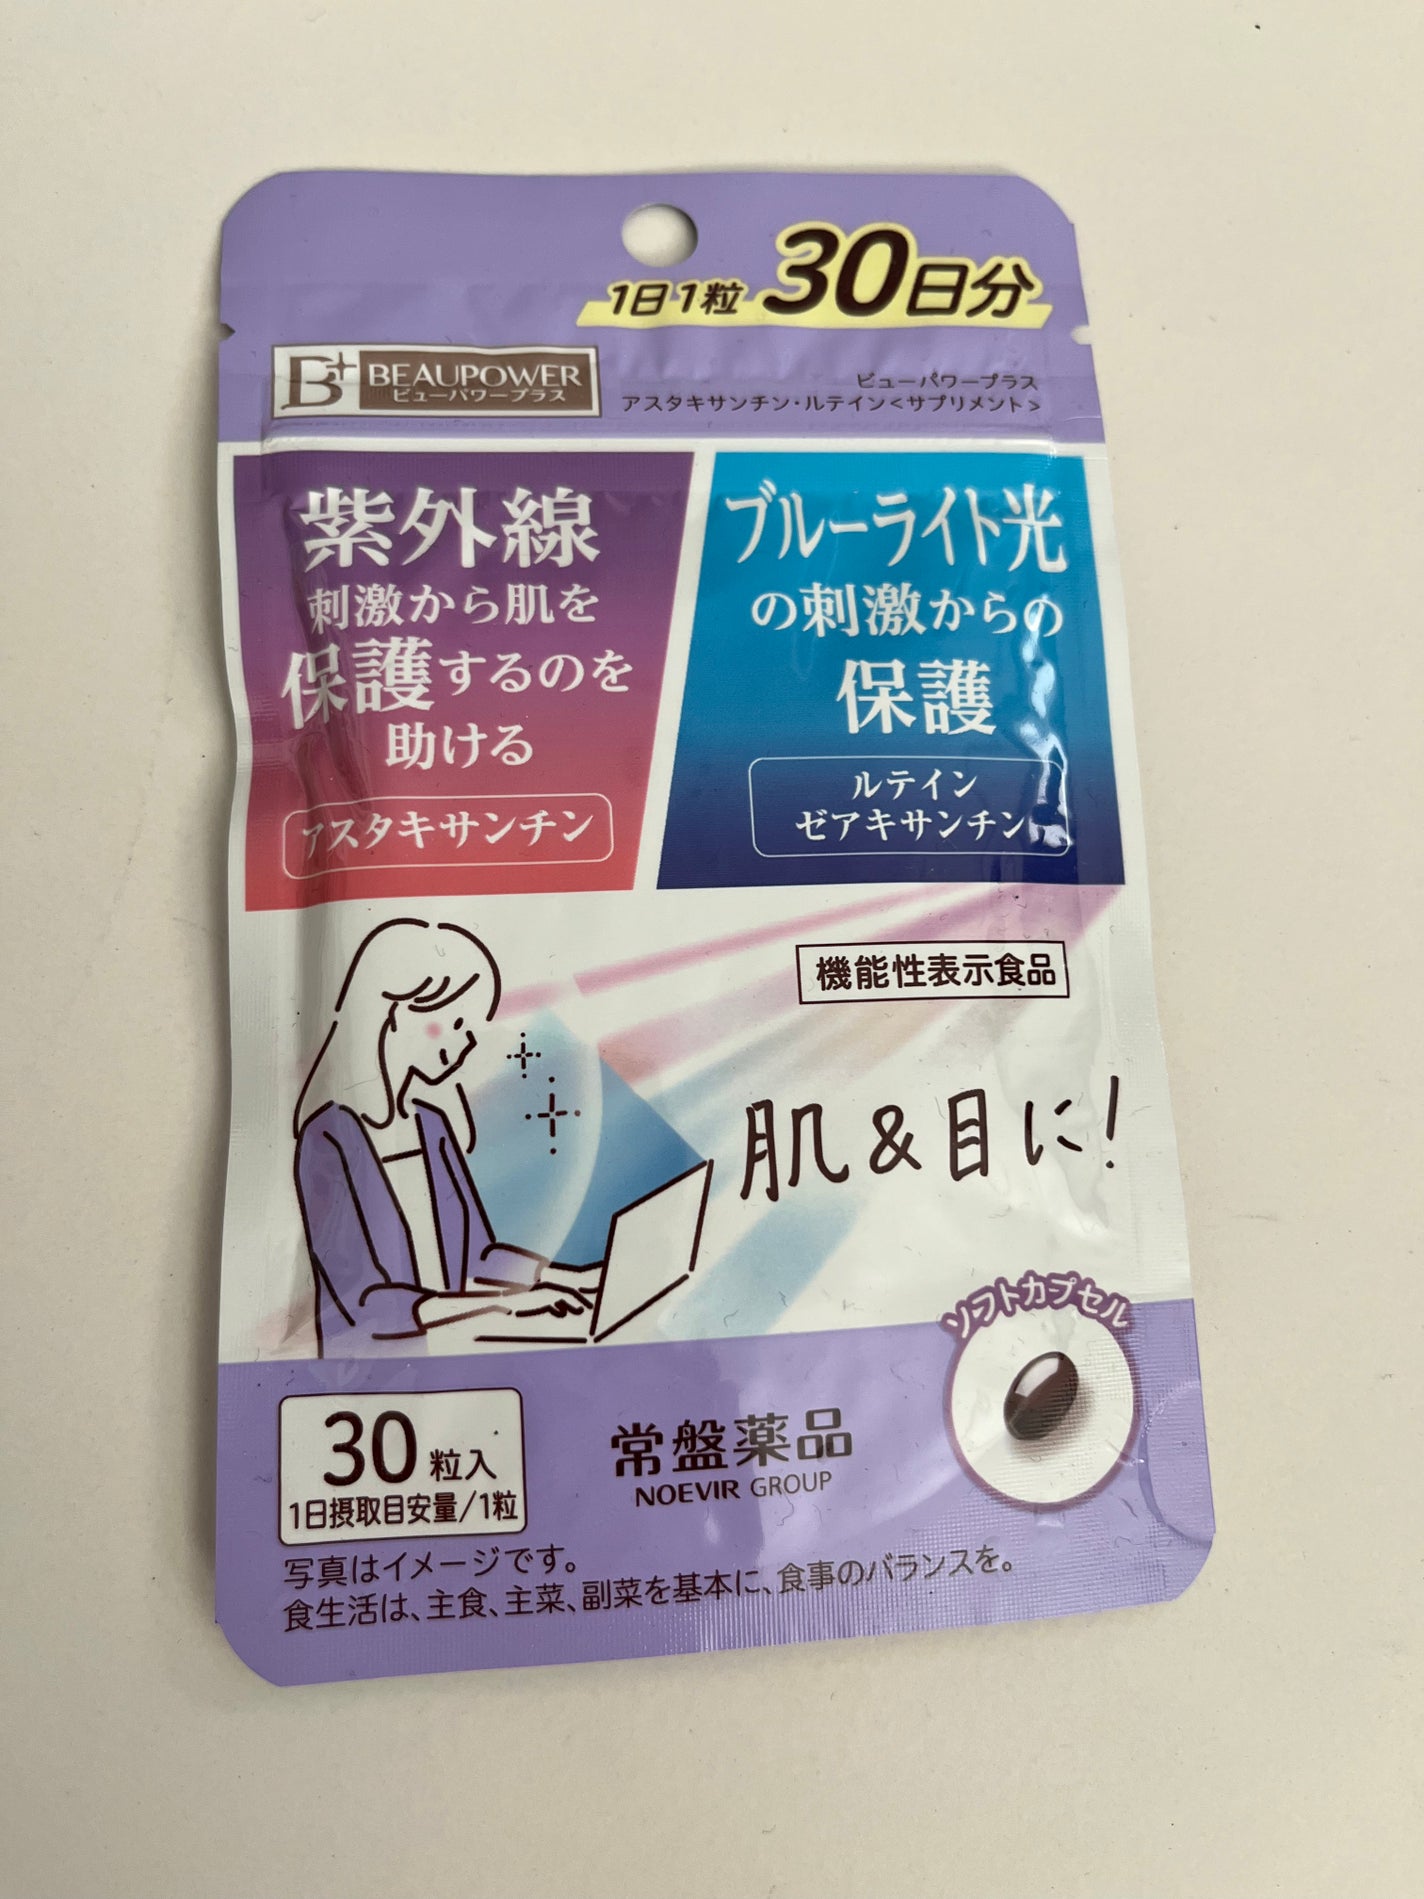 1日1粒 30日分
B+ BEAUPOWER
ビューパワープラス
ビューパワープラス
アスタキサンチン・ルテイン<サプリメント>
紫外線
刺激から肌を
保護するのを
助ける
アスタキサンチン
ブルーライト光
の刺激からの
保護
ルテイン
ゼアキサンチン
機能性表示食品
肌&目に!
ソフトカプセル
30粒入
1日摂取目安量/1粒
常盤薬品
NOEVIR GROUP
写真はイメージです。
食生活は、主食、主菜、副菜を基本に、食事のバランスを。